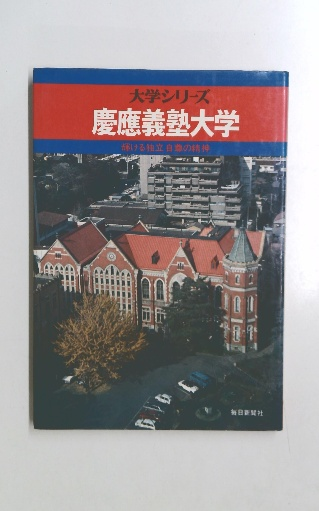 大学シリーズ
慶應義塾大学
輝ける独立自尊の精神
毎日新聞社